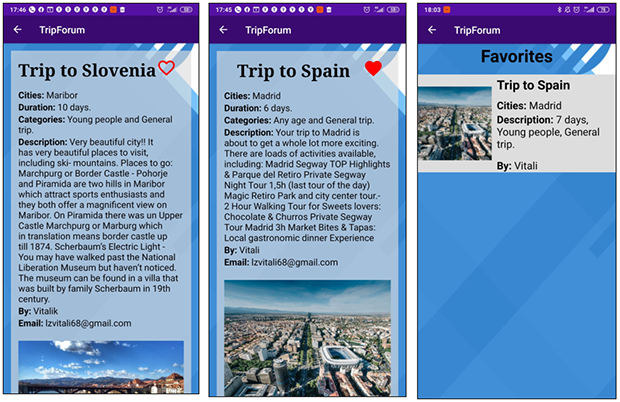 17:46
TripForum
Trip to Slovenia
Cities: Maribor
Duration: 10 days.
Categories: Young people and General
trip.
Description: Very beautiful city!! It
has very beautiful places to visit,
including ski- mountains. Places to go:
Marchpurg or Border Castle - Pohorje
and Piramida are two hills in Maribor
which attract sports enthusiasts and
they both offer a magnificent view on
Maribor. On Piramida there was un Upper
Castle Marchpurg or Marburg which
in translation means border castle up
till 1874. Scherbaum's Electric Light -
You may have walked past the National
Liberation Museum but haven't noticed.
The museum can be found in a villa that
was built by family Scherbaum in 19th
century.
By: Vitalik
Email: lzvitali68@gmail.com
17:45
TripForum
Trip to Spain
Cities: Madrid
Duration: 6 days.
Categories: Any age and General trip.
Description: Your trip to Madrid is
about to get a whole lot more exciting.
There are loads of activities available,
including: Madrid Segway TOP Highlights
& Parque del Retiro Private Segway
Night Tour 1,5h (last tour of the day)
Magic Retiro Park and city center tour.-
2 Hour Walking Tour for Sweets lovers:
Chocolate & Churros Private Segway
Tour Madrid 3h Market Bites & Tapas:
Local gastronomic dinner Experience
By: Vitali
Email: lzvitali68@gmail.com
18:03
TripForum
Favorites
Trip to Spain
Cities: Madrid
Description: 7 days,
Young people, General
trip.
By: Vitali